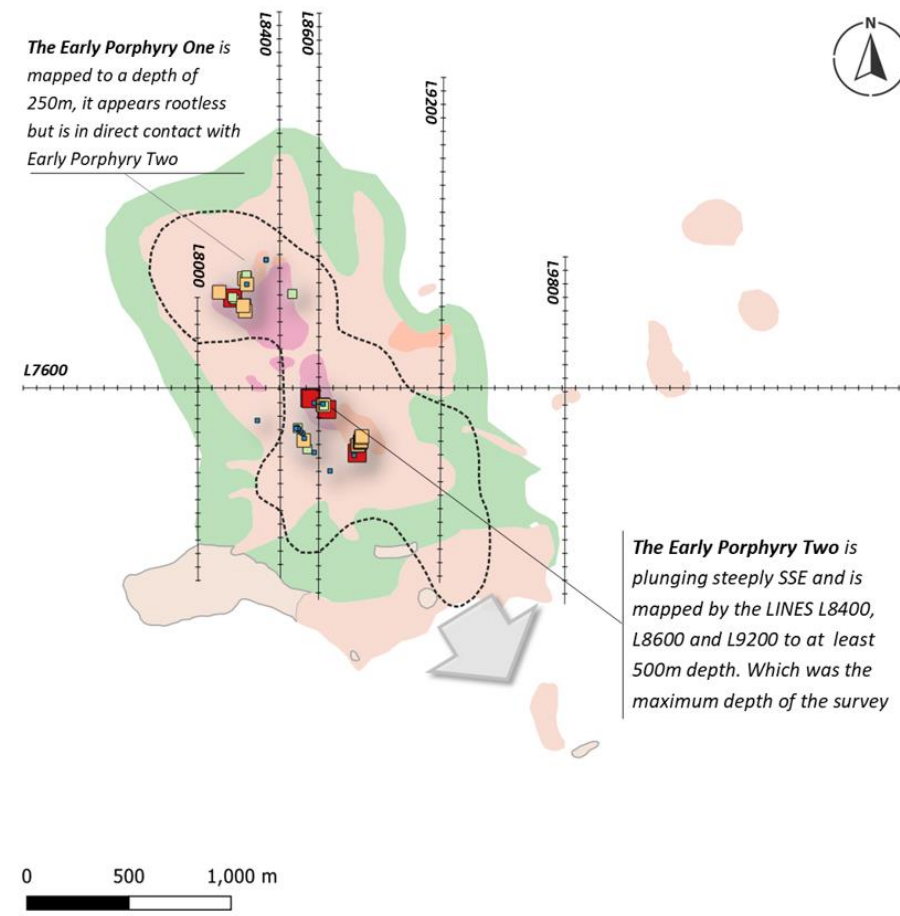 N
L8400
L8600
L9200
The Early Porphyry One is
mapped to a depth of
250m, it appears rootless
but is in direct contact with
Early Porphyry Two
L8000
L9800
L7600
The Early Porphyry Two is
plunging steeply SSE and is
mapped by the LINES L8400,
L8600 and L9200 to at least
500m depth. Which was the
maximum depth of the survey
0 500 1,000 m